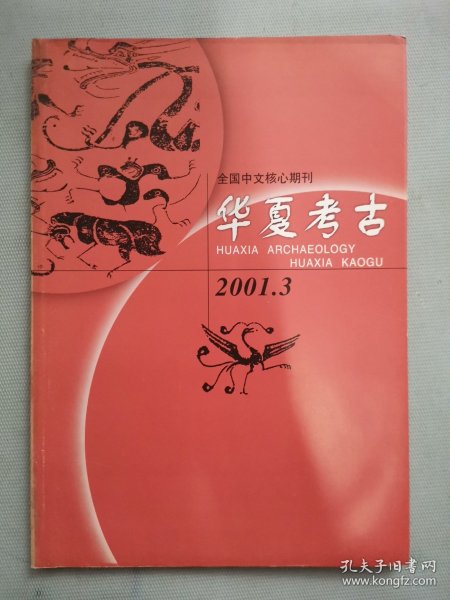 全国中文核心期刊
华夏考古
HUAXIA ARCHAEOLOGY
HUAXIA KAOGU
2001.3
孔夫子旧书网
www.kongfz.com